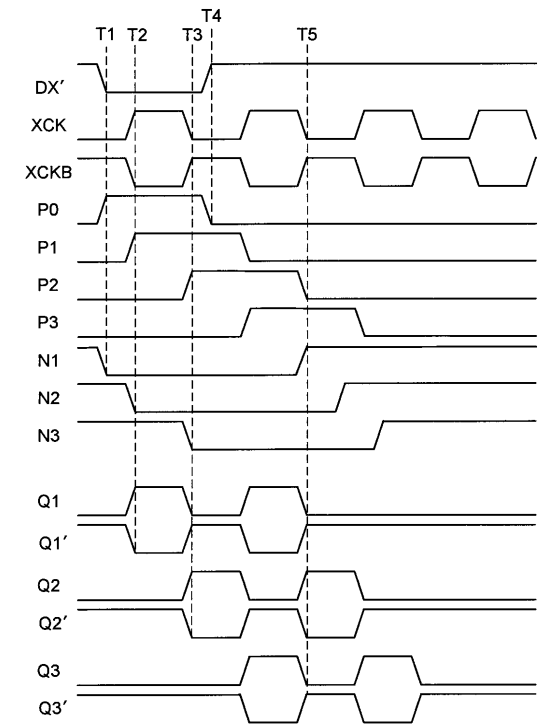 T1 T2 T3 T4 T5
DX′
XCK
XCKB
P0
P1
P2
P3
N1
N2
N3
Q1
Q1′
Q2
Q2′
Q3
Q3′